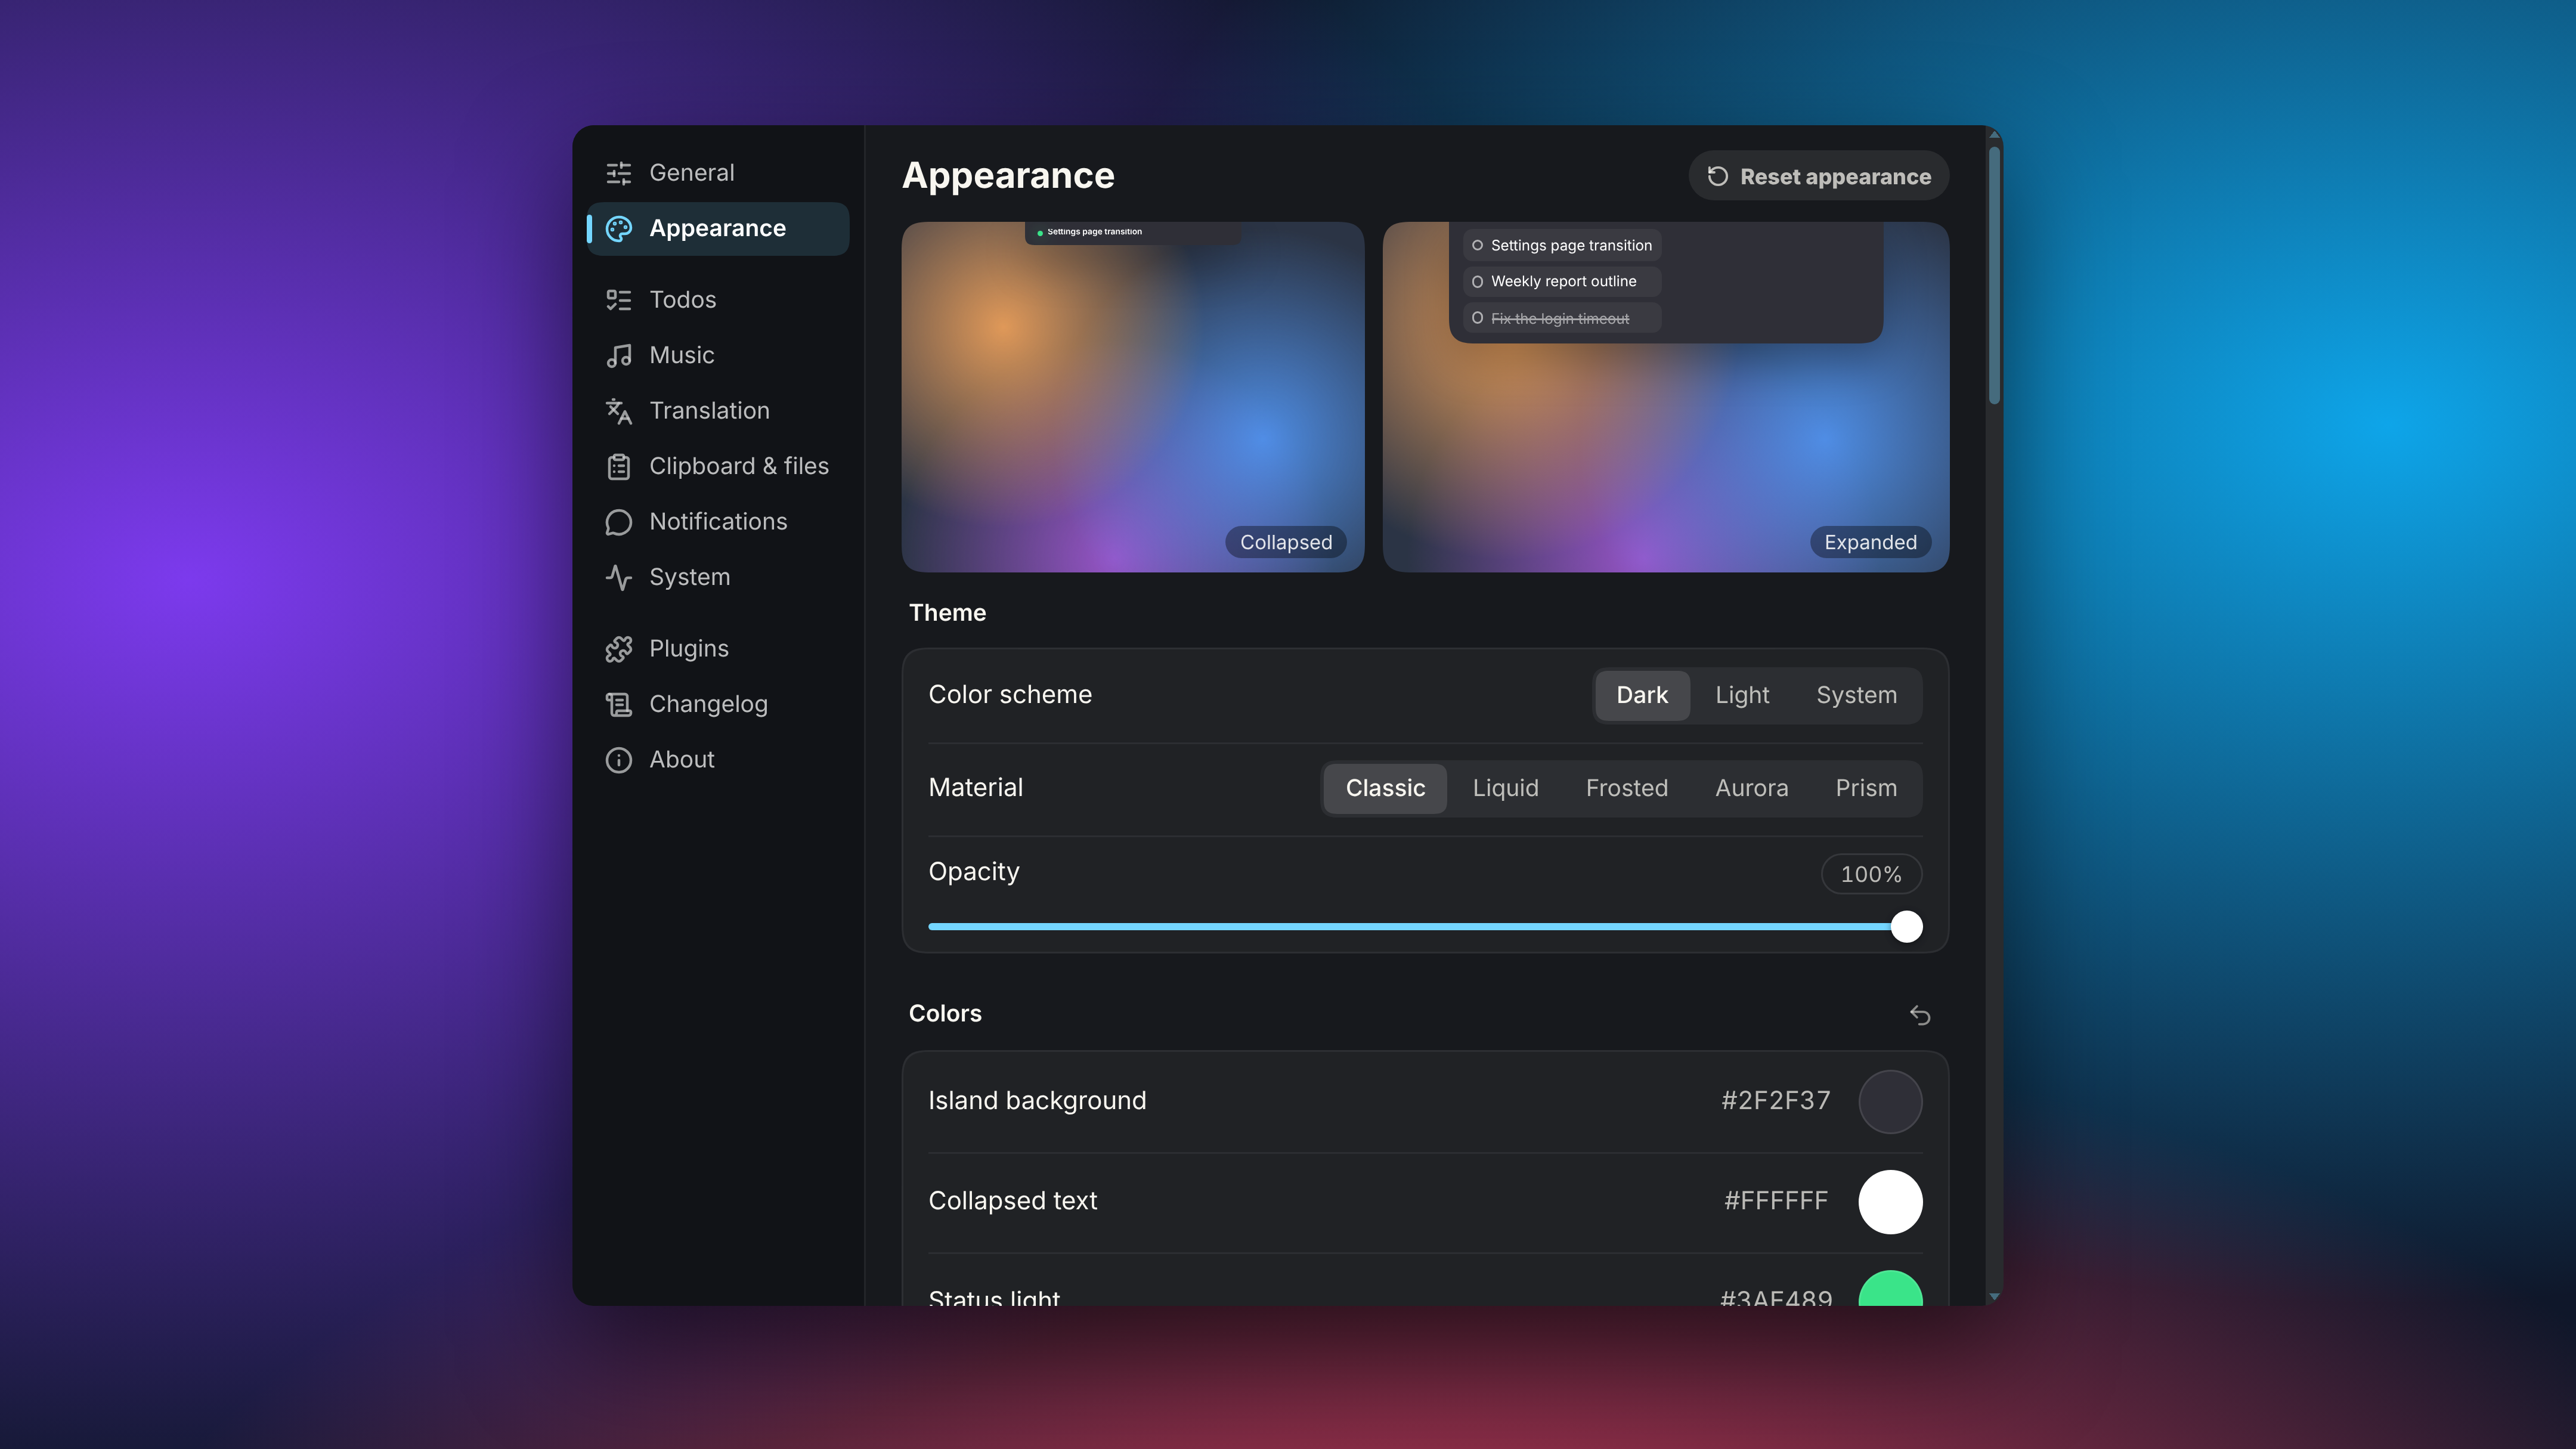 General
Appearance
Todos
Music
Translation
Clipboard & files
Notifications
System
Plugins
Changelog
About
Appearance
Reset appearance
Settings page transition
Collapsed
Settings page transition
Weekly report outline
Fix the login timeout
Expanded
Theme
Color scheme
Dark Light System
Material
Classic Liquid Frosted Aurora Prism
Opacity
100%
Colors
Island background
#2F2F37
Collapsed text
#FFFFFF
Status light
#3AE489